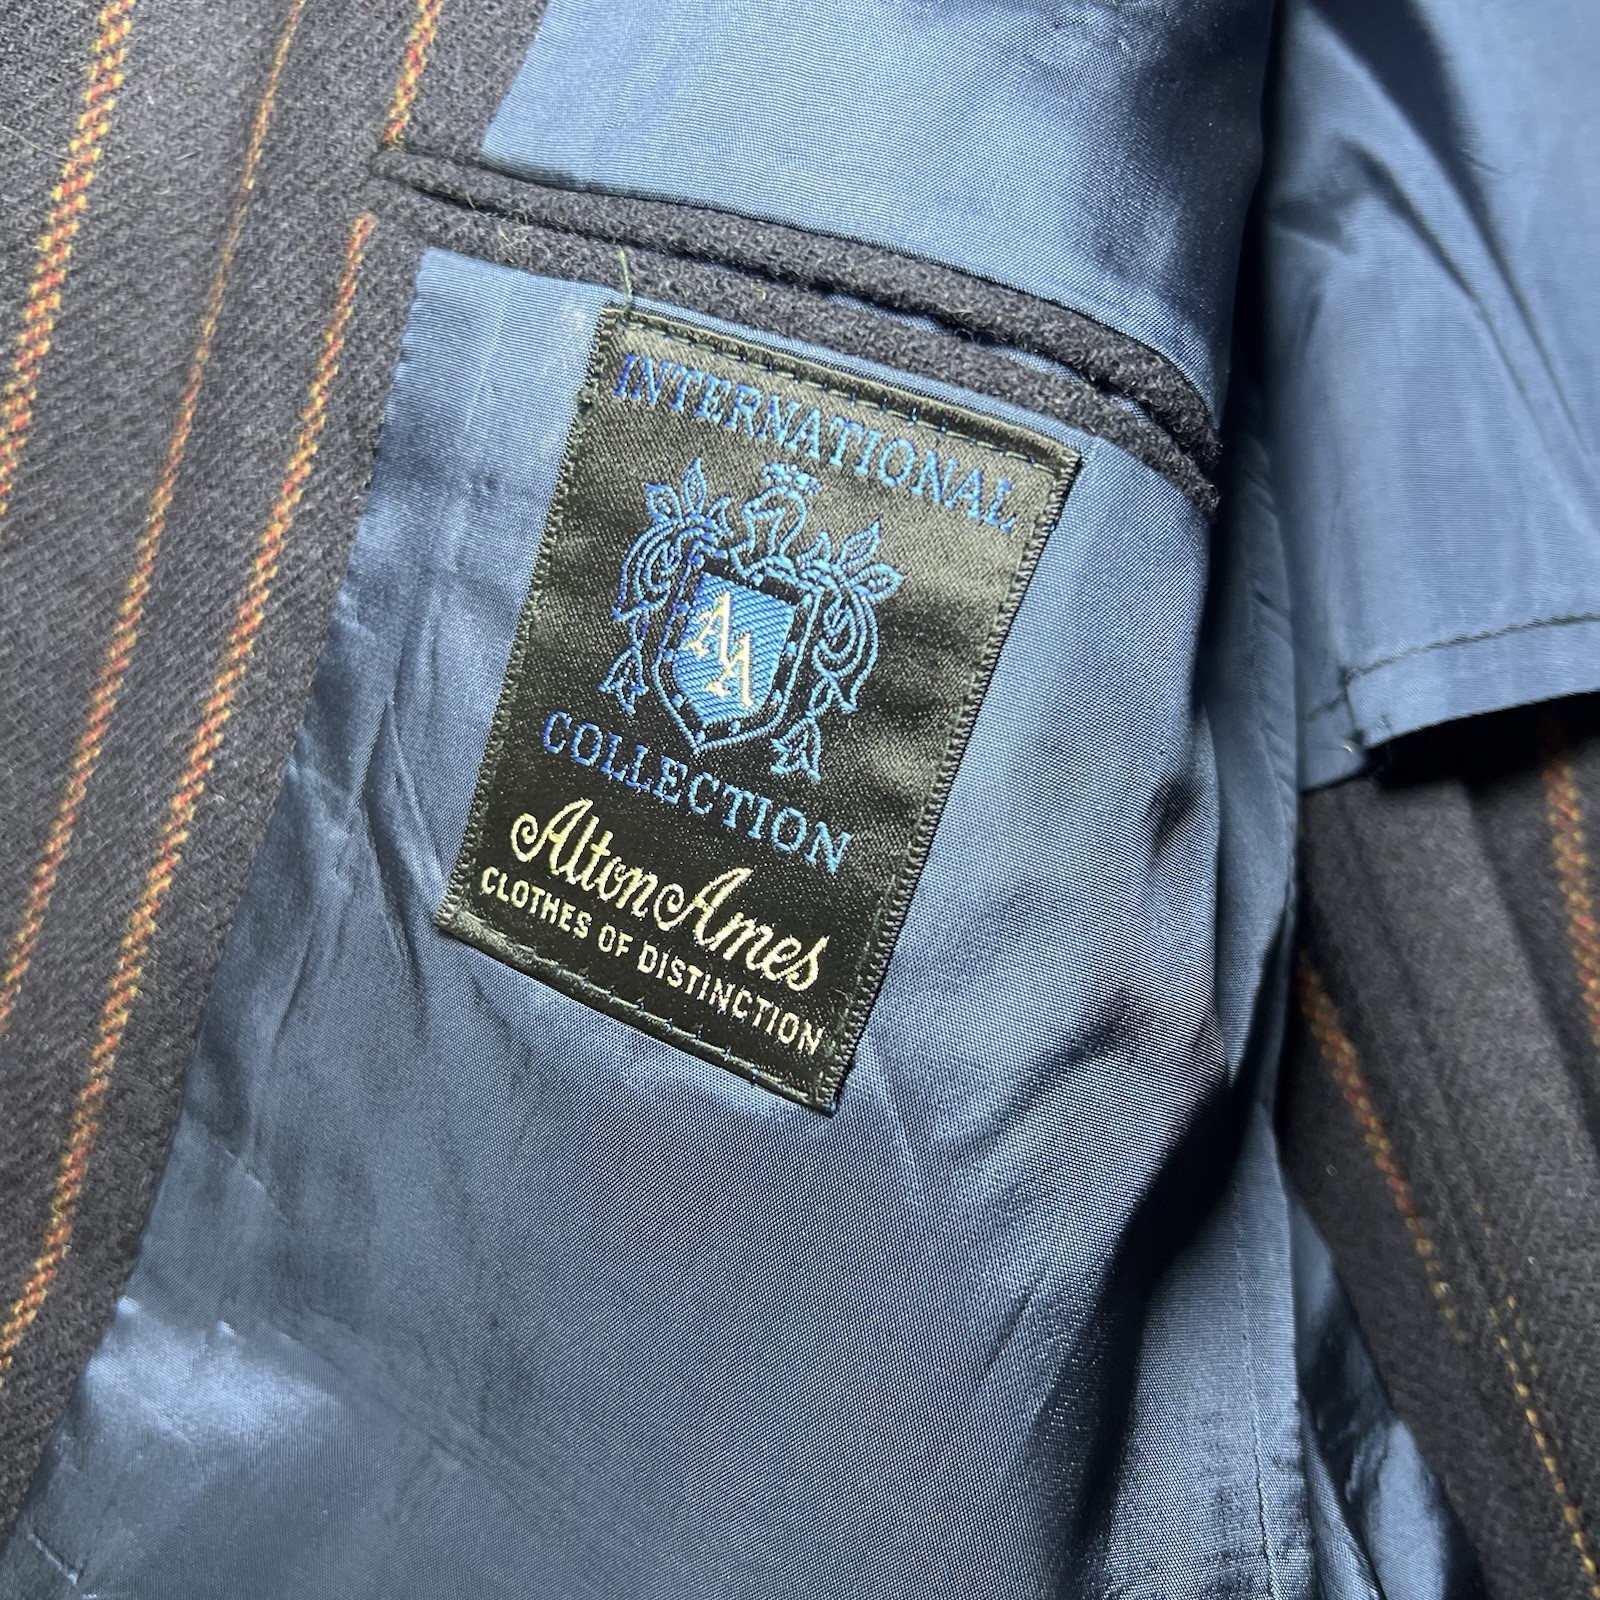 INTERNATIONAL
AA
COLLECTION
Alton Ames
CLOTHES OF DISTINCTION